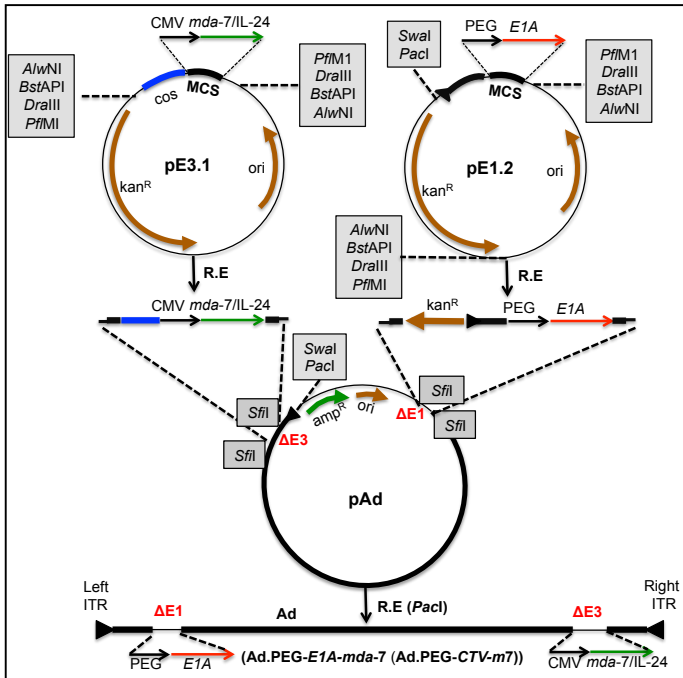 CMV mda-7/IL-24
AlwNI
BstAPI
DraIII
PflMI
cos
MCS
PflM1
DraIII
BstAPI
AlwNI
pE3.1
kanR
ori
R.E
PEG E1A
SwaI
PacI
MCS
PflM1
DraIII
BstAPI
AlwNI
pE1.2
kanR
ori
AlwNI
BstAPI
DraIII
PflMI
R.E
CMV mda-7/IL-24
kanR
PEG E1A
SwaI
PacI
SfiI
SfiI
ΔE3
ampR
ori
ΔE1
SfiI
SfiI
pAd
R.E (PacI)
Left
ITR
ΔE1
Ad
ΔE3
Right
ITR
PEG E1A
(Ad.PEG-E1A-mda-7 (Ad.PEG-CTV-m7))
CMV mda-7/IL-24